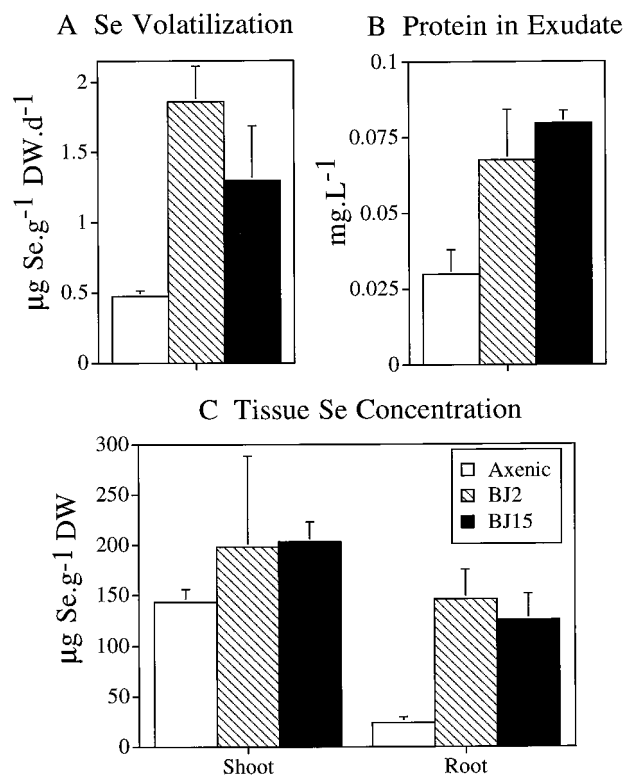 A Se Volatilization
µg Se.g-1 DW.d-1
2
1.5
1
0.5
0
B Protein in Exudate
mg.L-1
0.1
0.075
0.05
0.025
0
C Tissue Se Concentration
µg Se.g-1 DW
300
250
200
150
100
50
0
Axenic
BJ2
BJ15
Shoot Root